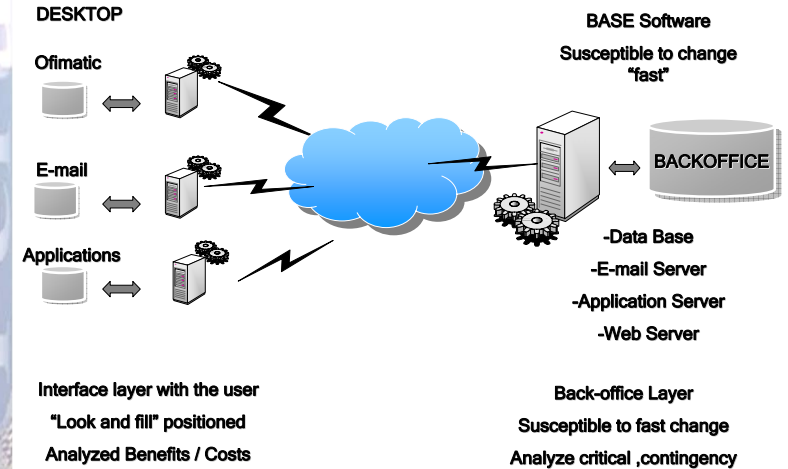 DESKTOP
Ofimatic
E-mail
Applications
BASE Software
Susceptible to change
“fast”
BACKOFFICE
-Data Base
-E-mail Server
-Application Server
-Web Server
Interface layer with the user
“Look and fill” positioned
Analyzed Benefits / Costs
Back-office Layer
Susceptible to fast change
Analyze critical ,contingency